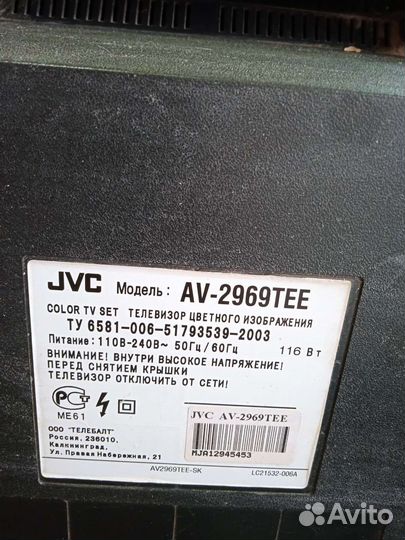 JVC Модель: AV-2969TEE
COLOR TV SET ТЕЛЕВИЗОР ЦВЕТНОГО ИЗОБРАЖЕНИЯ
ТУ 6581-006-51793539-2003
Питание: 110В-240В~ 50Гц/60Гц 116 Вт
ВНИМАНИЕ! ВНУТРИ ВЫСОКОЕ НАПРЯЖЕНИЕ!
ПЕРЕД СНЯТИЕМ КРЫШКИ
ТЕЛЕВИЗОР ОТКЛЮЧИТЬ ОТ СЕТИ!
МЕ61
JVC AV-2969TEE
MJA12945453
ООО "ТЕЛЕБАЛТ"
Россия, 236010,
Калининград,
Ул. Правая Набережная, 21
AV2969TEE-SK
LC21532-006A
Avito